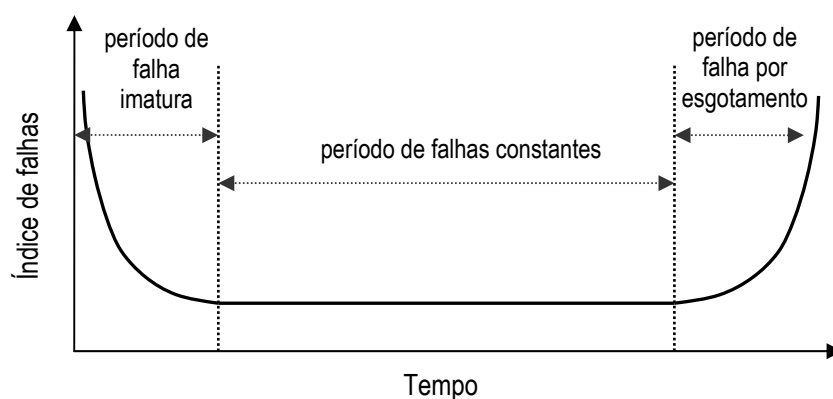 período de
falha
imatura
período de
falha por
esgotamento
período de falhas constantes
Índice de falhas
Tempo